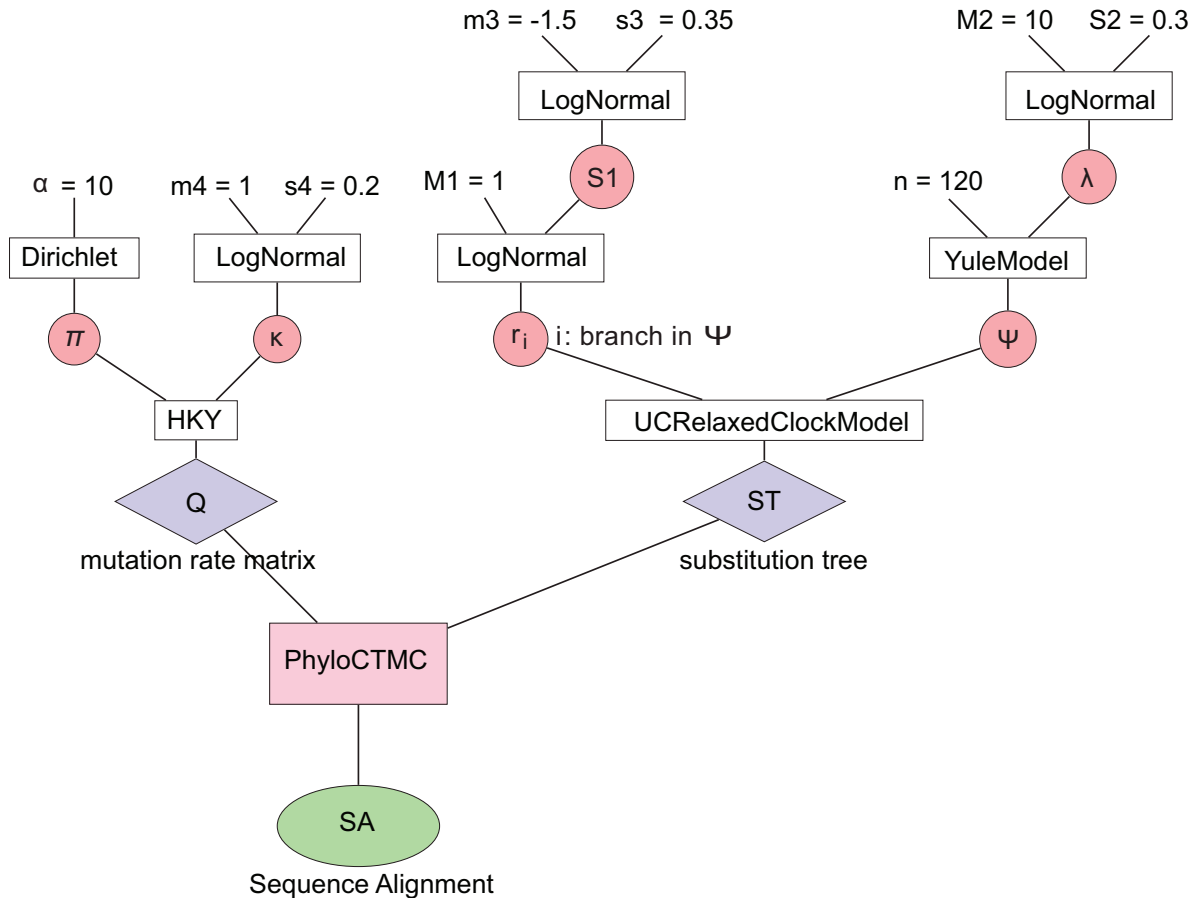 m3 = -1.5 s3 = 0.35 M2 = 10 S2 = 0.3
LogNormal LogNormal
α = 10 m4 = 1 s4 = 0.2 M1 = 1 S1 n = 120 λ
Dirichlet LogNormal LogNormal YuleModel
π κ r i i: branch in Ψ Ψ
HKY UCRelaxedClockModel
Q ST
mutation rate matrix substitution tree
PhyloCTMC
SA
Sequence Alignment